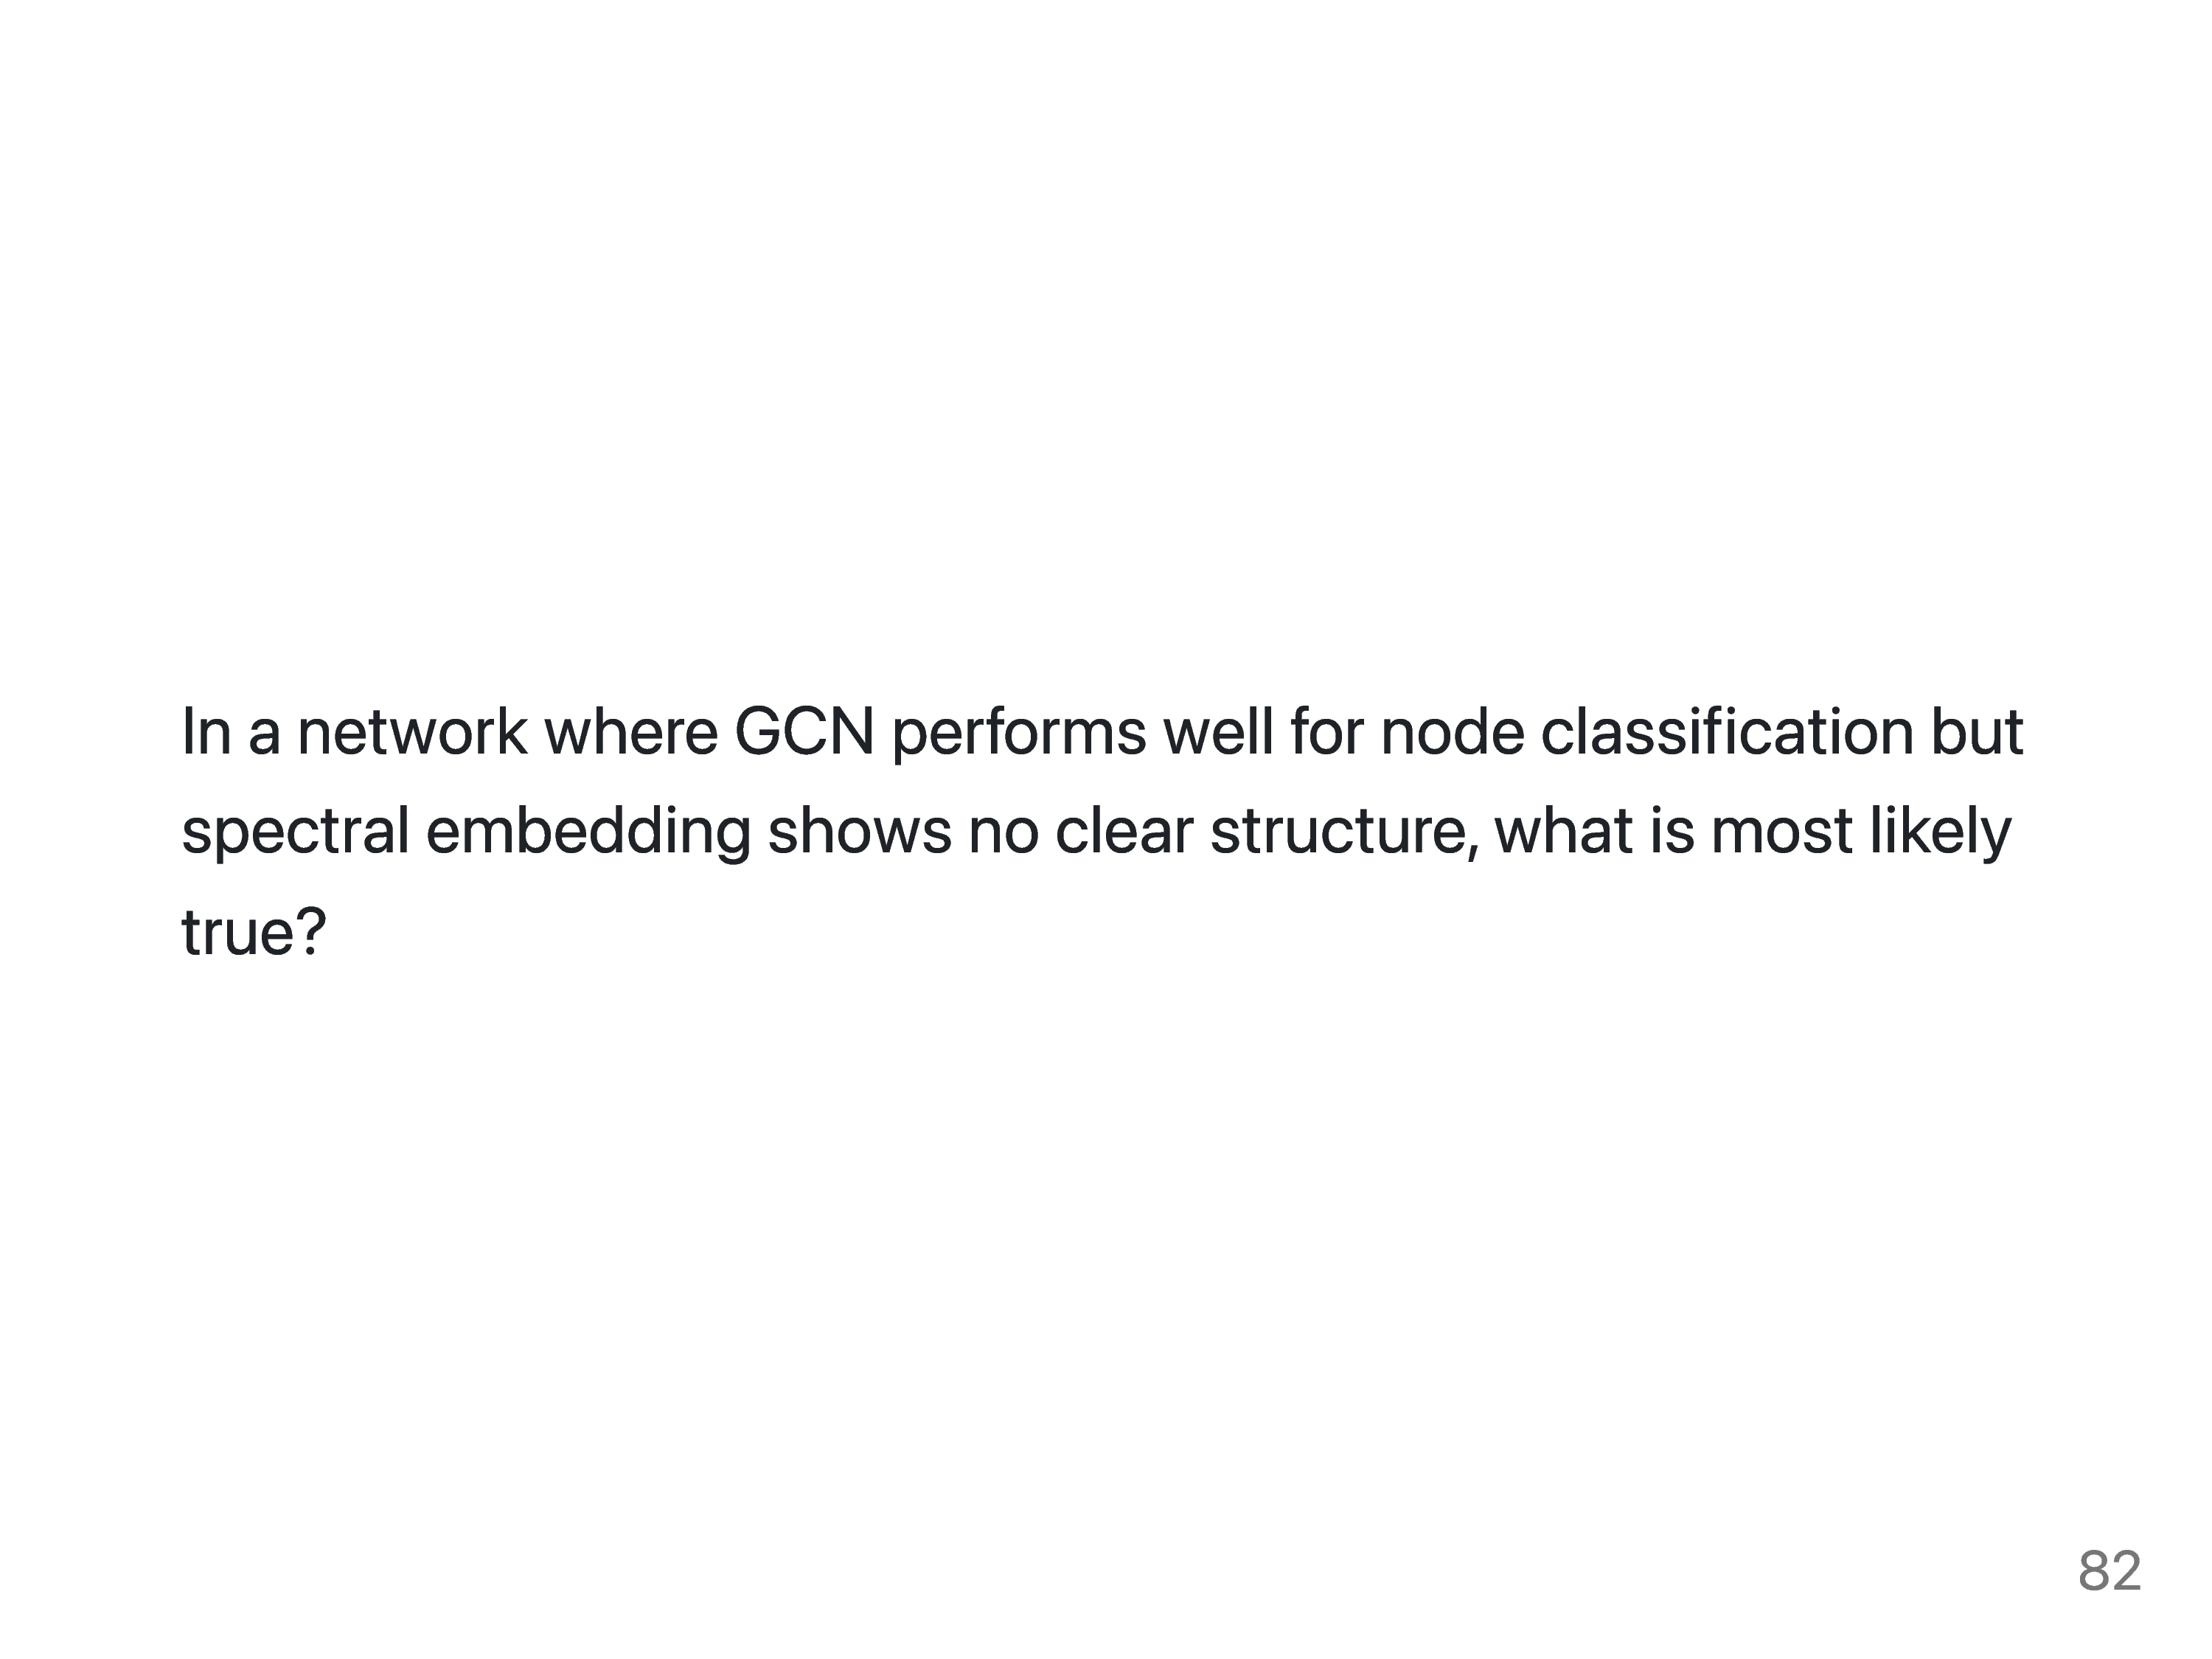 In a network where GCN performs well for node classification but
spectral embedding shows no clear structure, what is most likely
true?
82